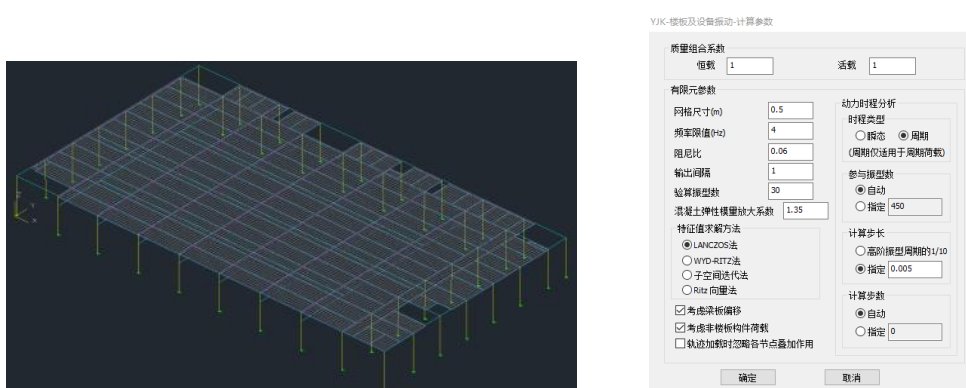 YJK-楼板及设备振动-计算参数
质量组合系数
恒载 1 活载 1
有限元参数
网格尺寸(m) 0.5
频率限值(Hz) 4
阻尼比 0.06
输出间隔 1
验算振型数 30
混凝土弹性模量放大系数 1.35
特征值求解方法
LANCZOS法
WYD-RITZ法
子空间迭代法
Ritz 向量法
考虑梁板偏移
考虑非楼板构件荷载
轨迹加载时忽略各节点叠加作用
动力时程分析
时程类型
瞬态 周期
(周期仅适用于周期荷载)
参与振型数
自动
指定 450
计算步长
高阶振型周期的1/10
指定 0.005
计算步数
自动
指定 0
确定 取消